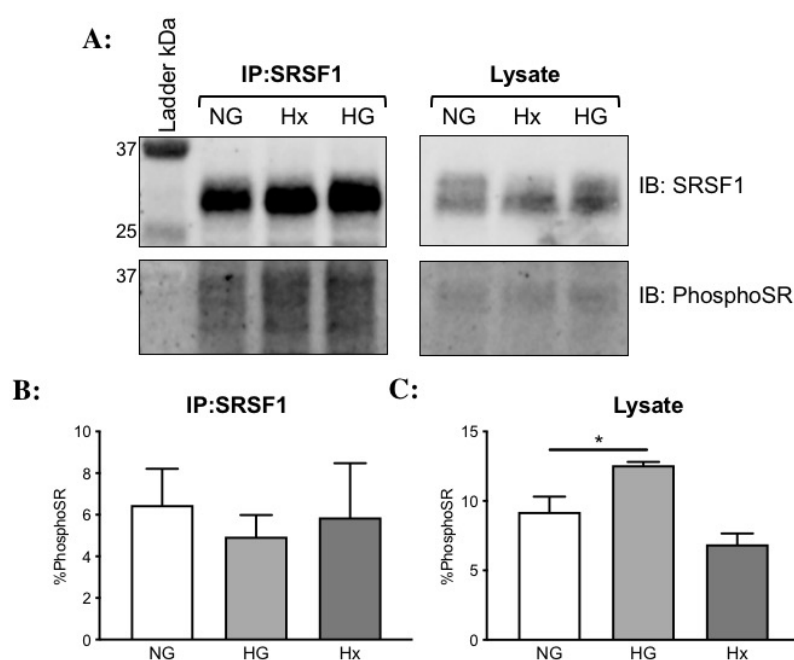 A:
Ladder kDa
IP:SRSF1
Lysate
NG Hx HG
NG Hx HG
37
25
IB: SRSF1
37
IB: PhosphoSR
B:
IP:SRSF1
%PhosphoSR
10
8
6
4
2
0
NG HG Hx
C:
Lysate
%PhosphoSR
15
10
5
0
*
NG HG Hx